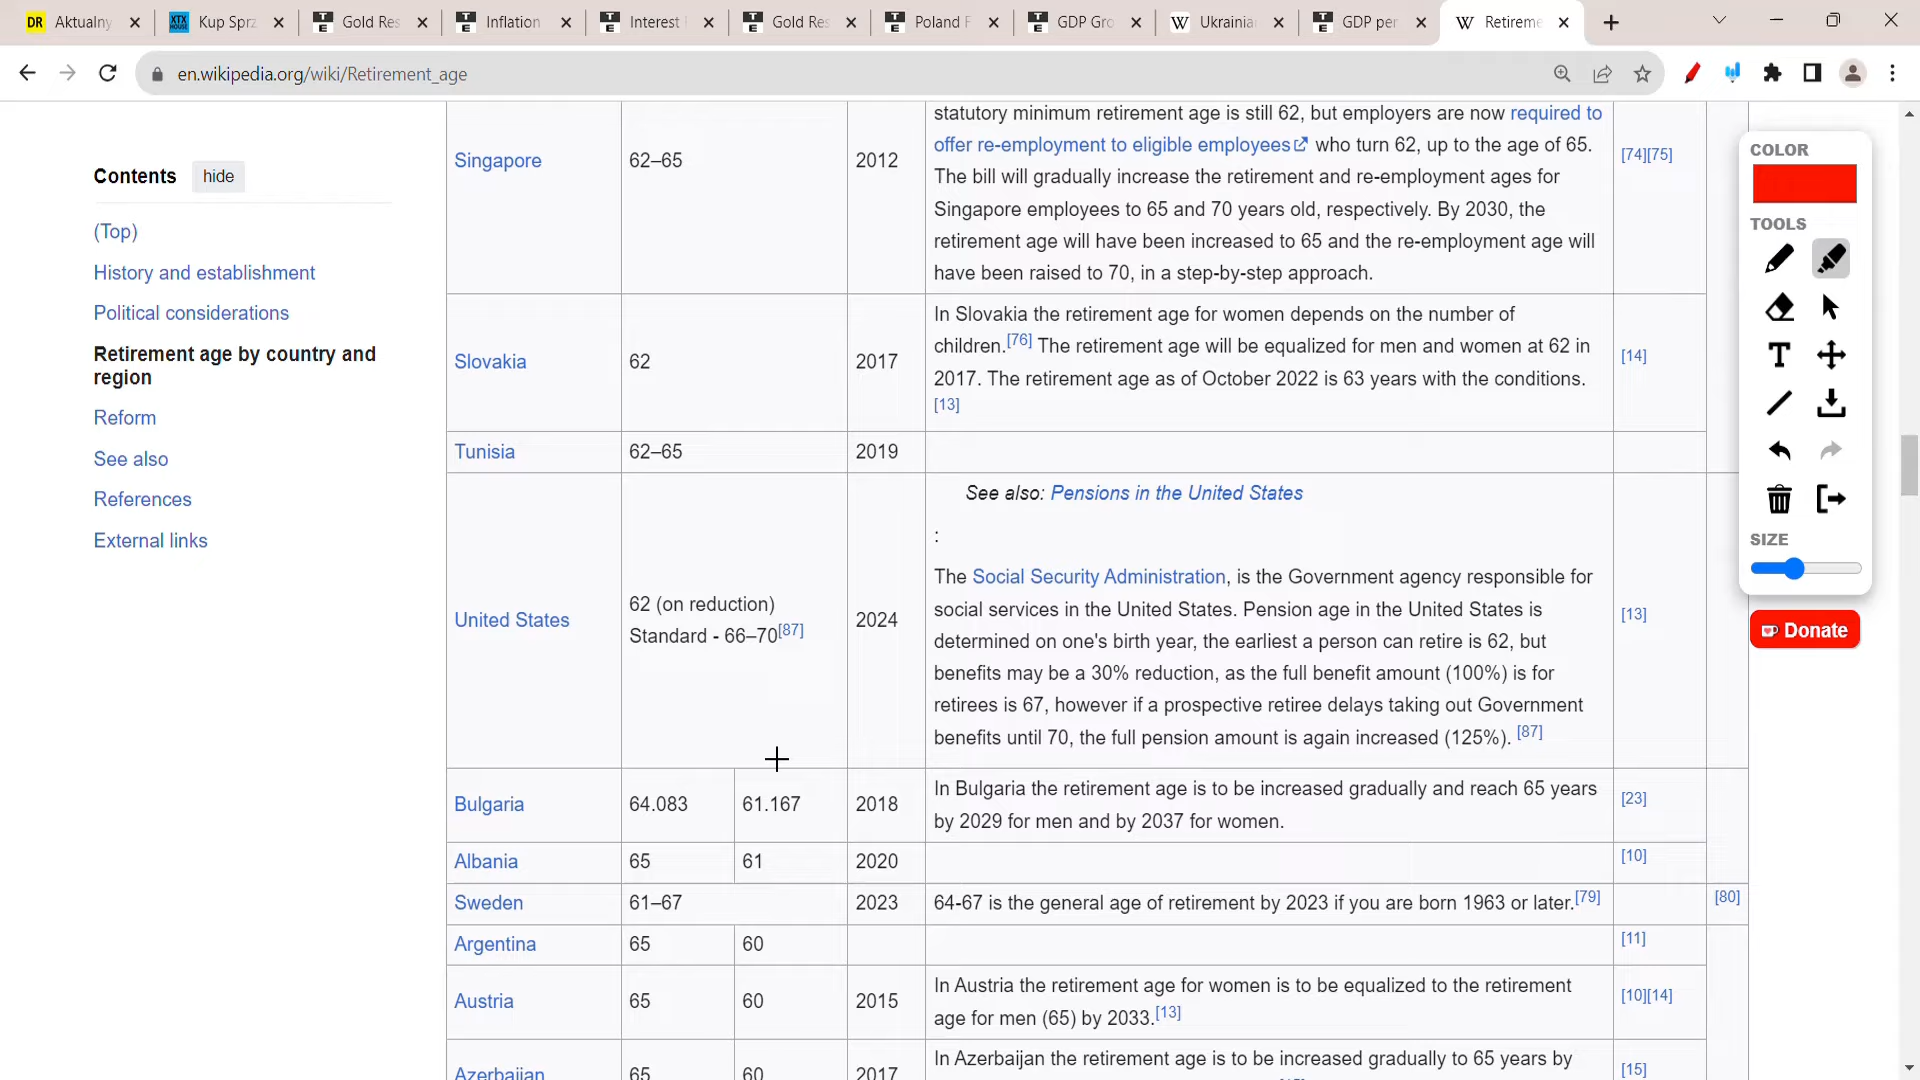 DR Aktualny
XTX HOUSE Kup Sprz
TE Gold Res
TE Inflation
TE Interest
TE Gold Res
TE Poland F
TE GDP Gro
W Ukrainian
TE GDP per
W Retireme
en.wikipedia.org/wiki/Retirement_age
Contents hide
(Top)
History and establishment
Political considerations
Retirement age by country and
region
Reform
See also
References
External links
statutory minimum retirement age is still 62, but employers are now required to
offer re-employment to eligible employees who turn 62, up to the age of 65.
Singapore 62–65 2012 [74][75]
The bill will gradually increase the retirement and re-employment ages for
Singapore employees to 65 and 70 years old, respectively. By 2030, the
retirement age will have been increased to 65 and the re-employment age will
have been raised to 70, in a step-by-step approach.
In Slovakia the retirement age for women depends on the number of
children.[76] The retirement age will be equalized for men and women at 62 in
Slovakia 62 2017 [14]
2017. The retirement age as of October 2022 is 63 years with the conditions.
[13]
Tunisia 62–65 2019
See also: Pensions in the United States
:
The Social Security Administration, is the Government agency responsible for
social services in the United States. Pension age in the United States is
United States 62 (on reduction)
Standard - 66–70[87] 2024 [13]
determined on one's birth year, the earliest a person can retire is 62, but
benefits may be a 30% reduction, as the full benefit amount (100%) is for
retirees is 67, however if a prospective retiree delays taking out Government
benefits until 70, the full pension amount is again increased (125%). [87]
Bulgaria 64.083 61.167 2018 In Bulgaria the retirement age is to be increased gradually and reach 65 years
by 2029 for men and by 2037 for women. [23]
Albania 65 61 2020 [10]
Sweden 61–67 2023 64-67 is the general age of retirement by 2023 if you are born 1963 or later.[79] [80]
Argentina 65 60 [11]
Austria 65 60 2015 In Austria the retirement age for women is to be equalized to the retirement
age for men (65) by 2033.[13] [10][14]
Azerbaijan 65 60 2017 In Azerbaijan the retirement age is to be increased gradually to 65 years by
[15]
COLOR
TOOLS
T
SIZE
Donate